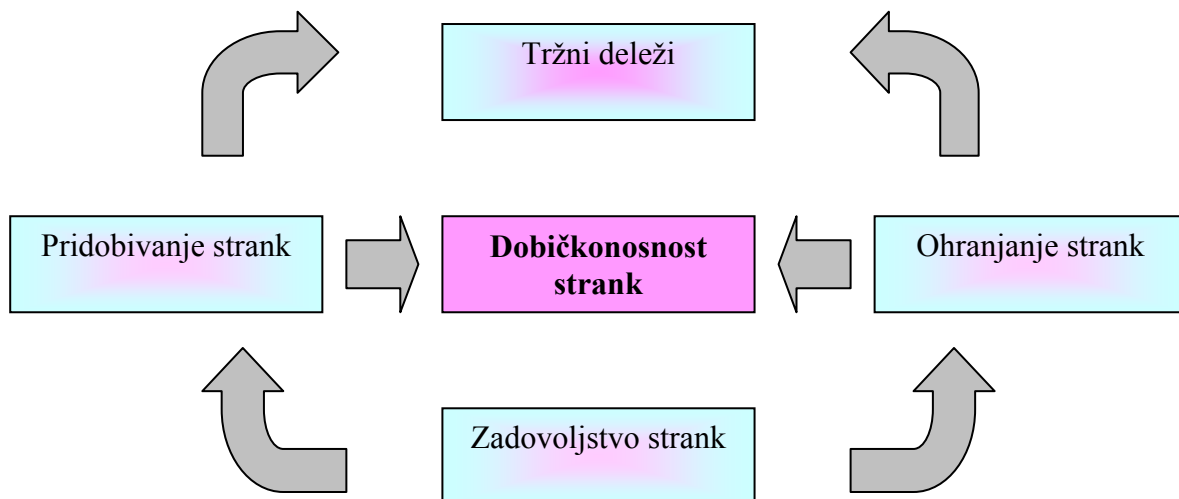 Tržni deleži
Pridobivanje strank
Dobičkonosnost
strank
Ohranjanje strank
Zadovoljstvo strank